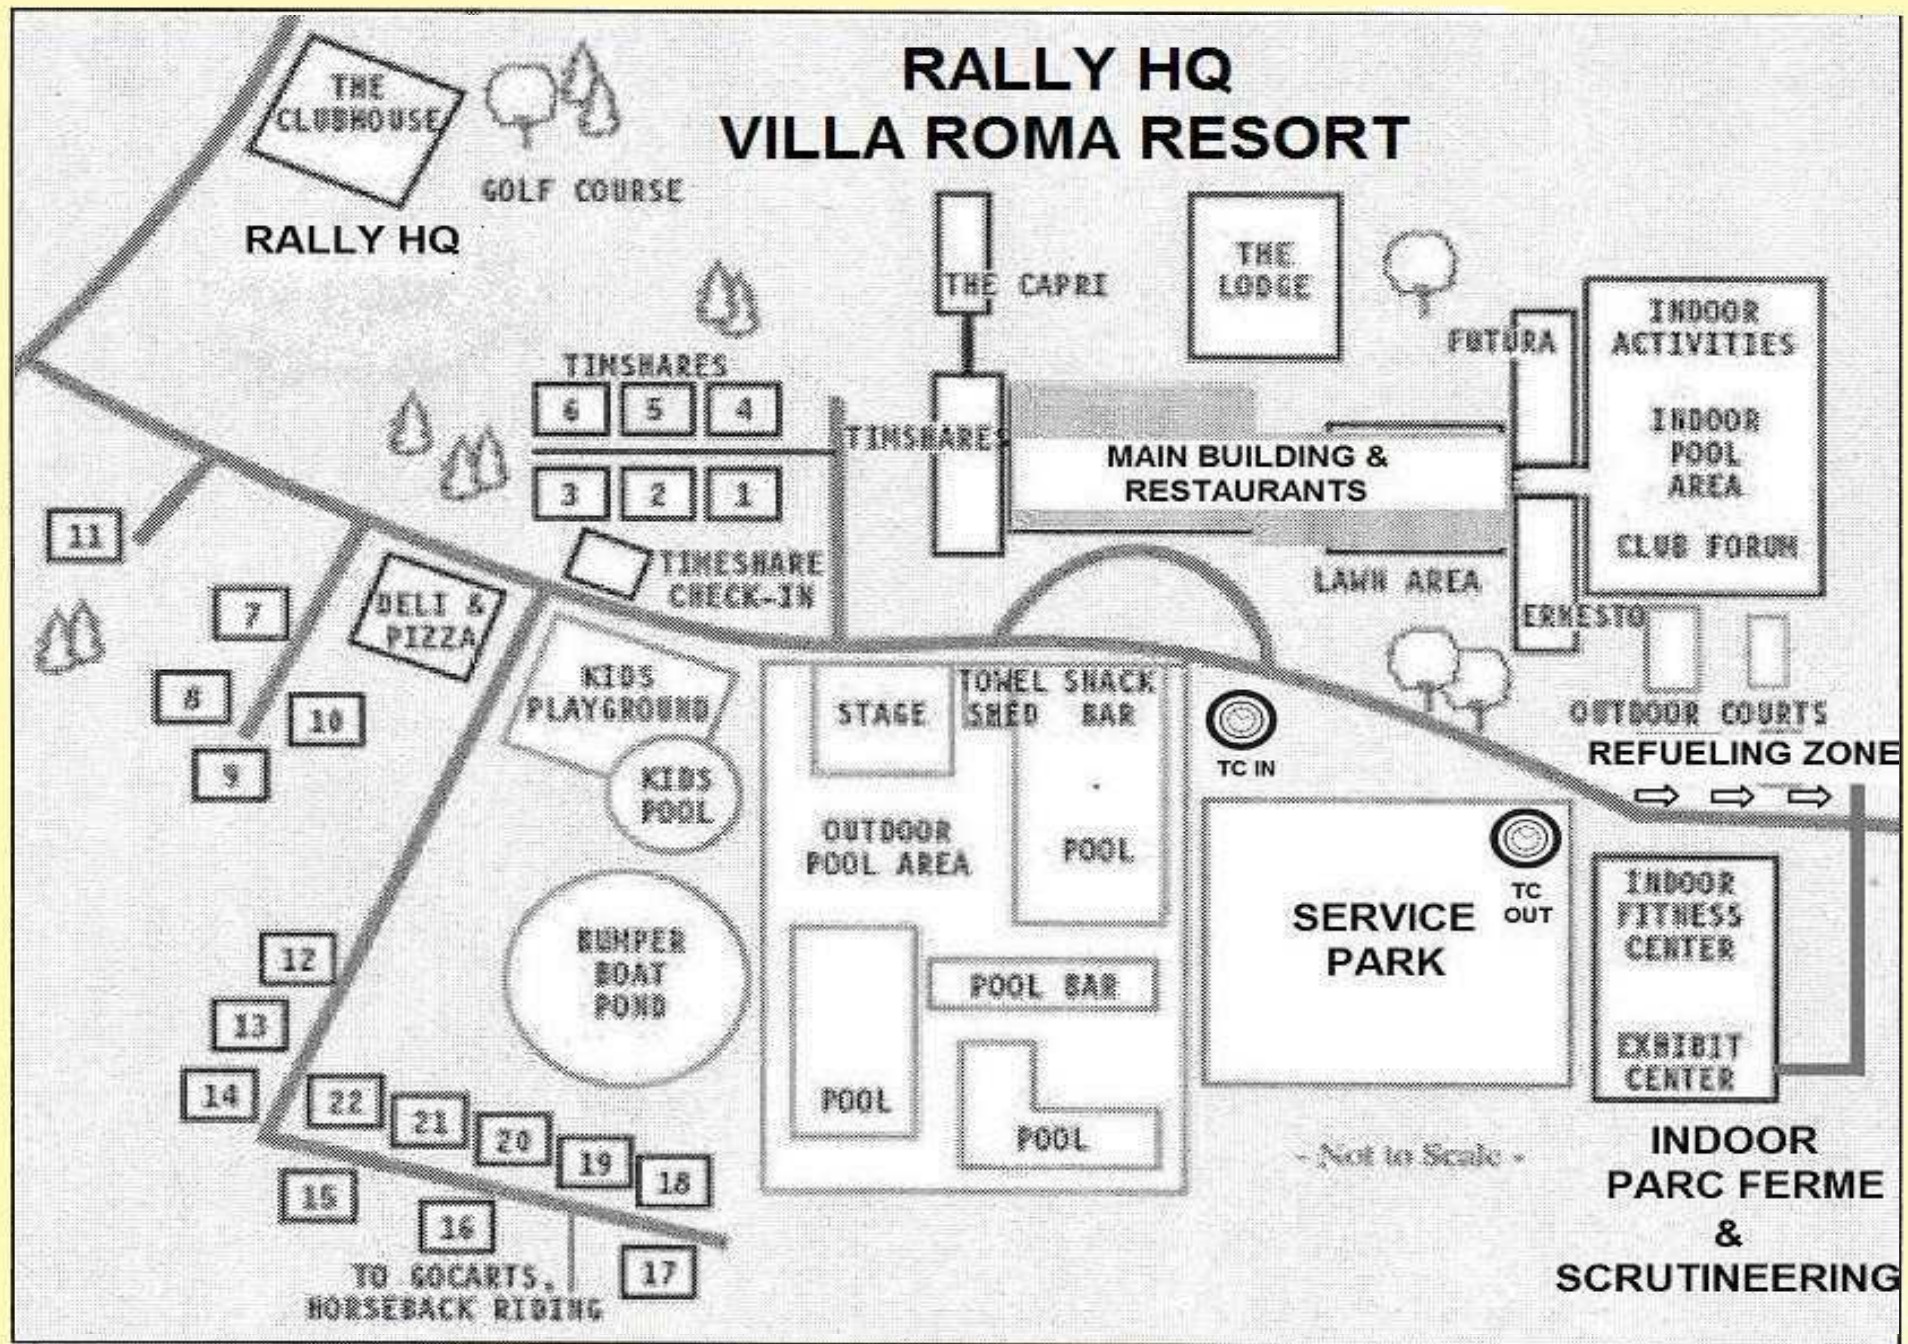 RALLY HQ
VILLA ROMA RESORT
THE
CLUBHOUSE
GOLF COURSE
RALLY HQ
THE CAPRI
THE
LODGE
FUTURA
INDOOR
ACTIVITIES
INDOOR
POOL
AREA
CLUB FORUM
TIMSHARES
6 5 4
3 2 1
TIMSHARES
MAIN BUILDING &
RESTAURANTS
LAWN AREA
ERNESTO
OUTDOOR COURTS
REFUELING ZONE
11
7
8
10
9
DELI &
PIZZA
TIMESHARE
CHECK-IN
KIDS
PLAYGROUND
KIDS
POOL
STAGE
TOWEL
SHED
SNACK
BAR
POOL
OUTDOOR
POOL AREA
TC IN
TC
OUT
SERVICE
PARK
INDOOR
FITNESS
CENTER
EXHIBIT
CENTER
BUMPER
BOAT
POND
POOL BAR
POOL
POOL
12
13
14
22
21
20
19
18
15
16
17
TO GOCARTS,
HORSEBACK RIDING
- Not to Scale -
INDOOR
PARC FERME
&
SCRUTINEERING